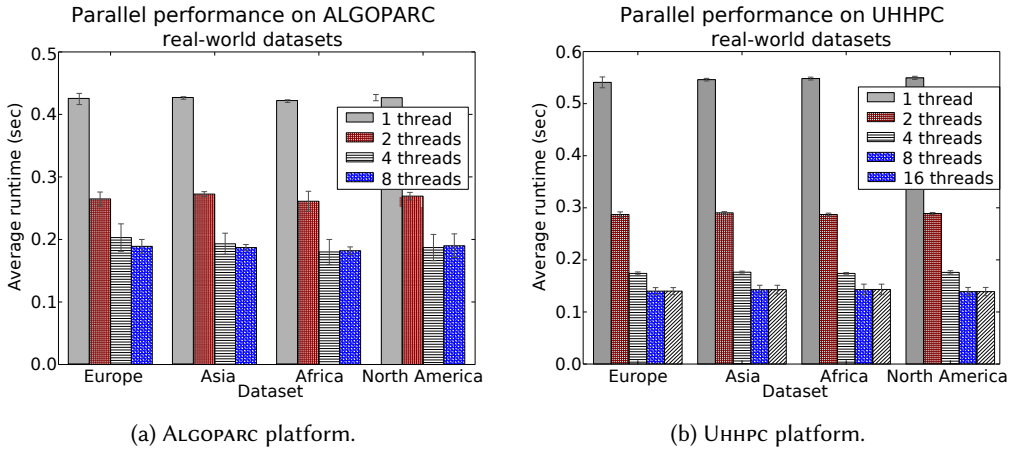 Parallel performance on ALGOPARC
real-world datasets
0.5
0.4
0.3
0.2
0.1
0.0
Average runtime (sec)
1 thread
2 threads
4 threads
8 threads
Europe Asia Africa North America
Dataset
(a) ALGOPARC platform.
Parallel performance on UHHPC
real-world datasets
0.6
0.5
0.4
0.3
0.2
0.1
0.0
Average runtime (sec)
1 thread
2 threads
4 threads
8 threads
16 threads
Europe Asia Africa North America
Dataset
(b) UHHPC platform.